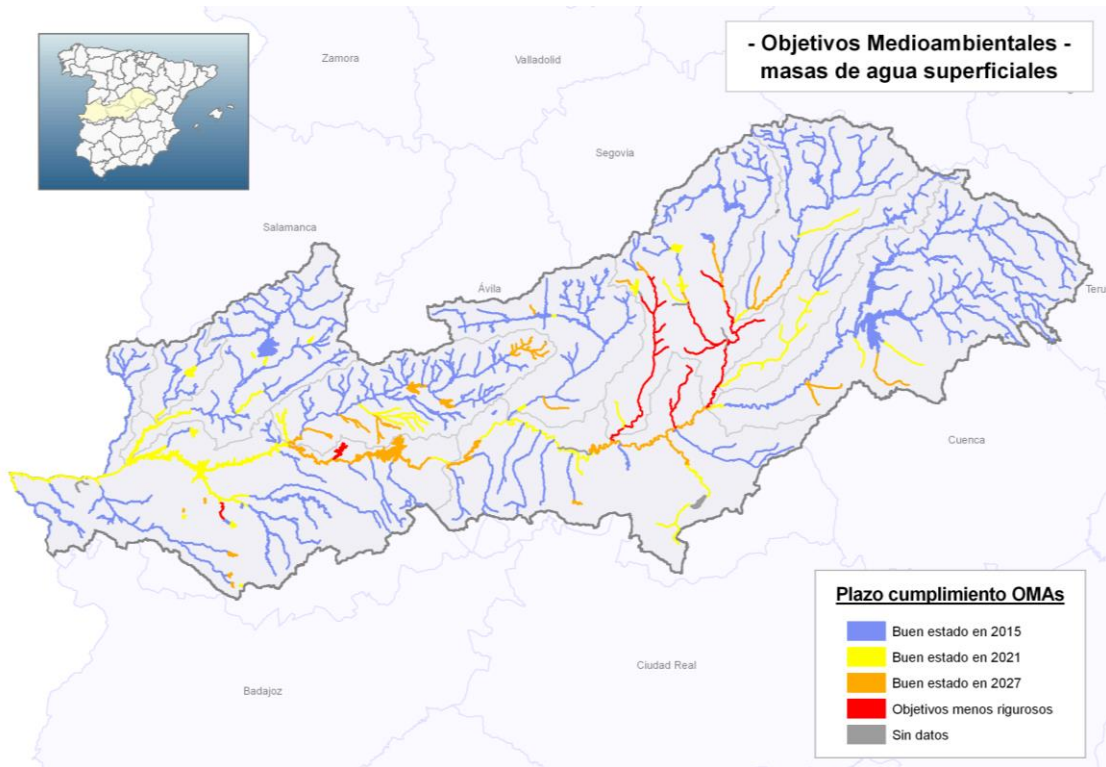 - Objetivos Medioambientales -
masas de agua superficiales
Zamora
Valladolid
Segovia
Salamanca
Ávila
Teru
Cuenca
Ciudad Real
Badajoz
Plazo cumplimiento OMAs
Buen estado en 2015
Buen estado en 2021
Buen estado en 2027
Objetivos menos rigurosos
Sin datos